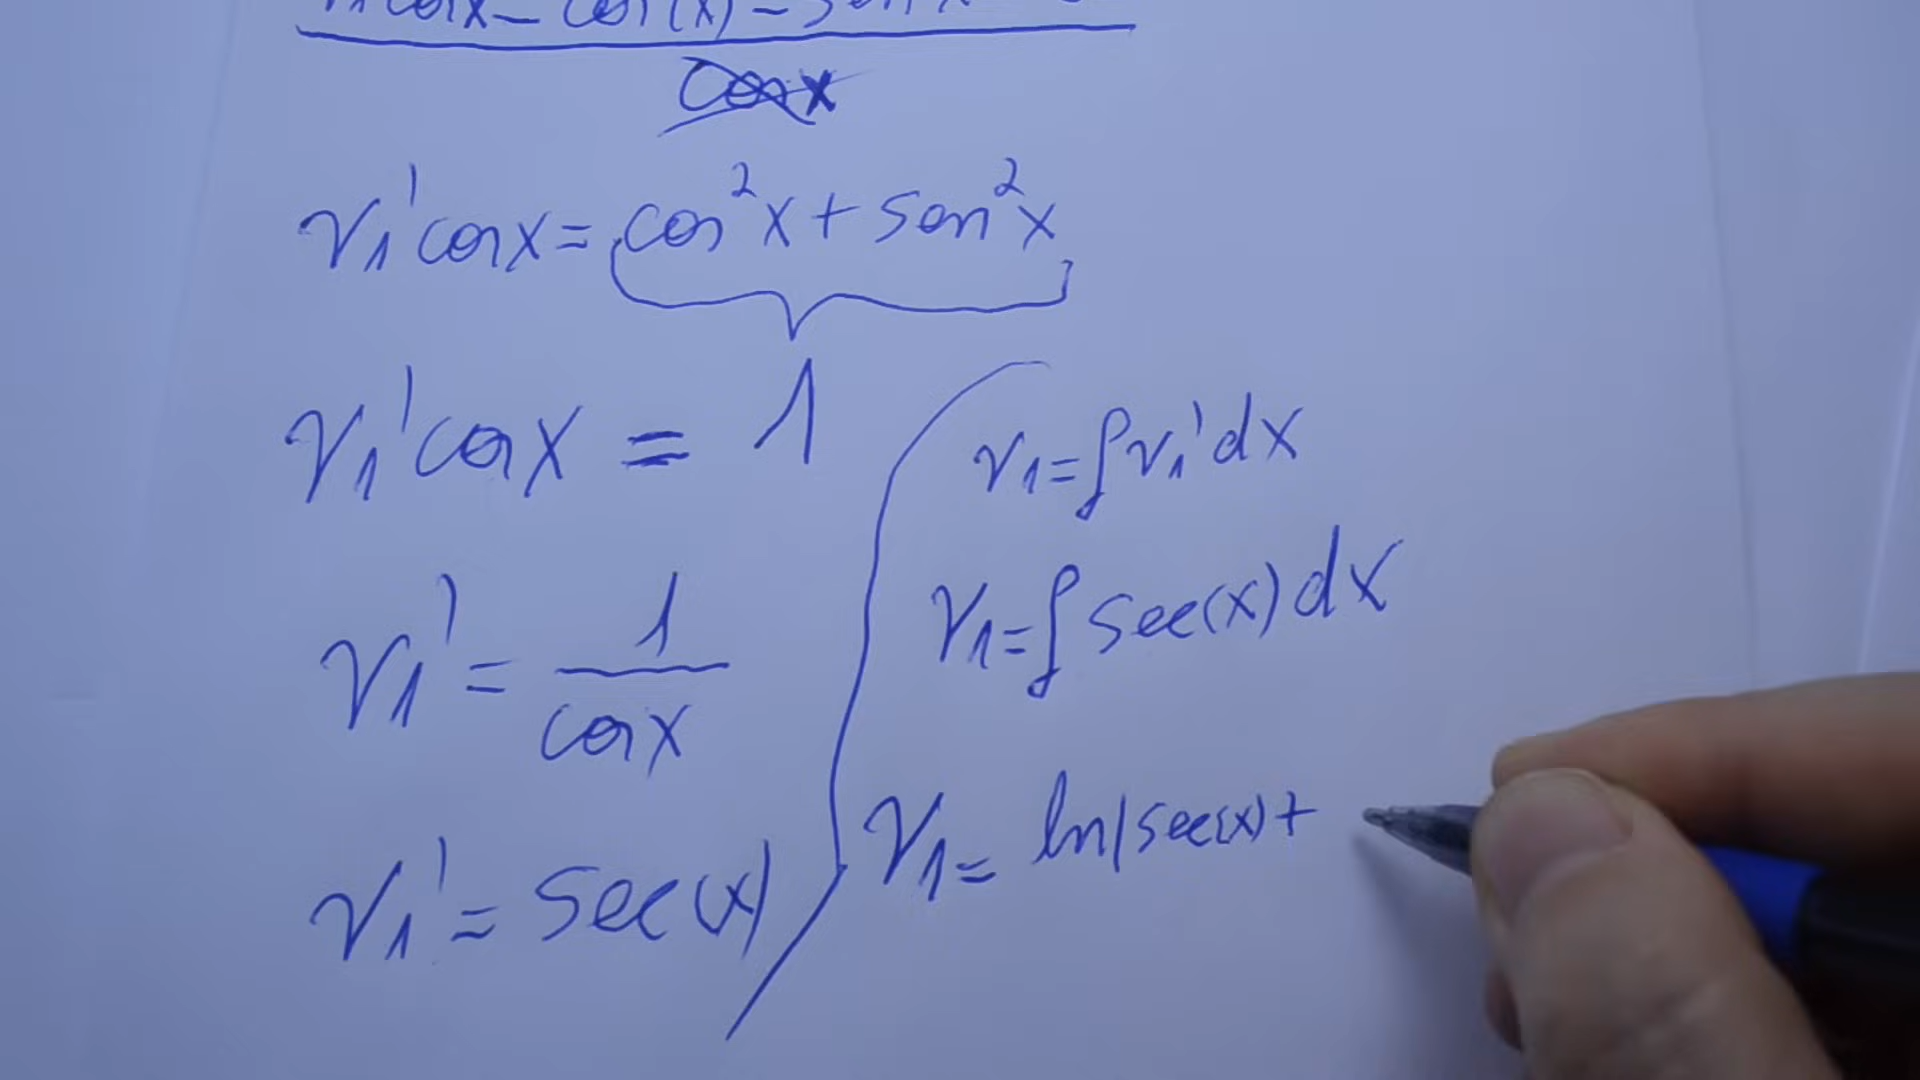 cosx
v₁'cosx = cos²x + sen²x
v₁'cosx = 1
v₁' = 1/cosx
v₁' = sec(x)
v₁ = ∫v₁'dx
v₁ = ∫sec(x)dx
v₁ = ln|sec(x)+